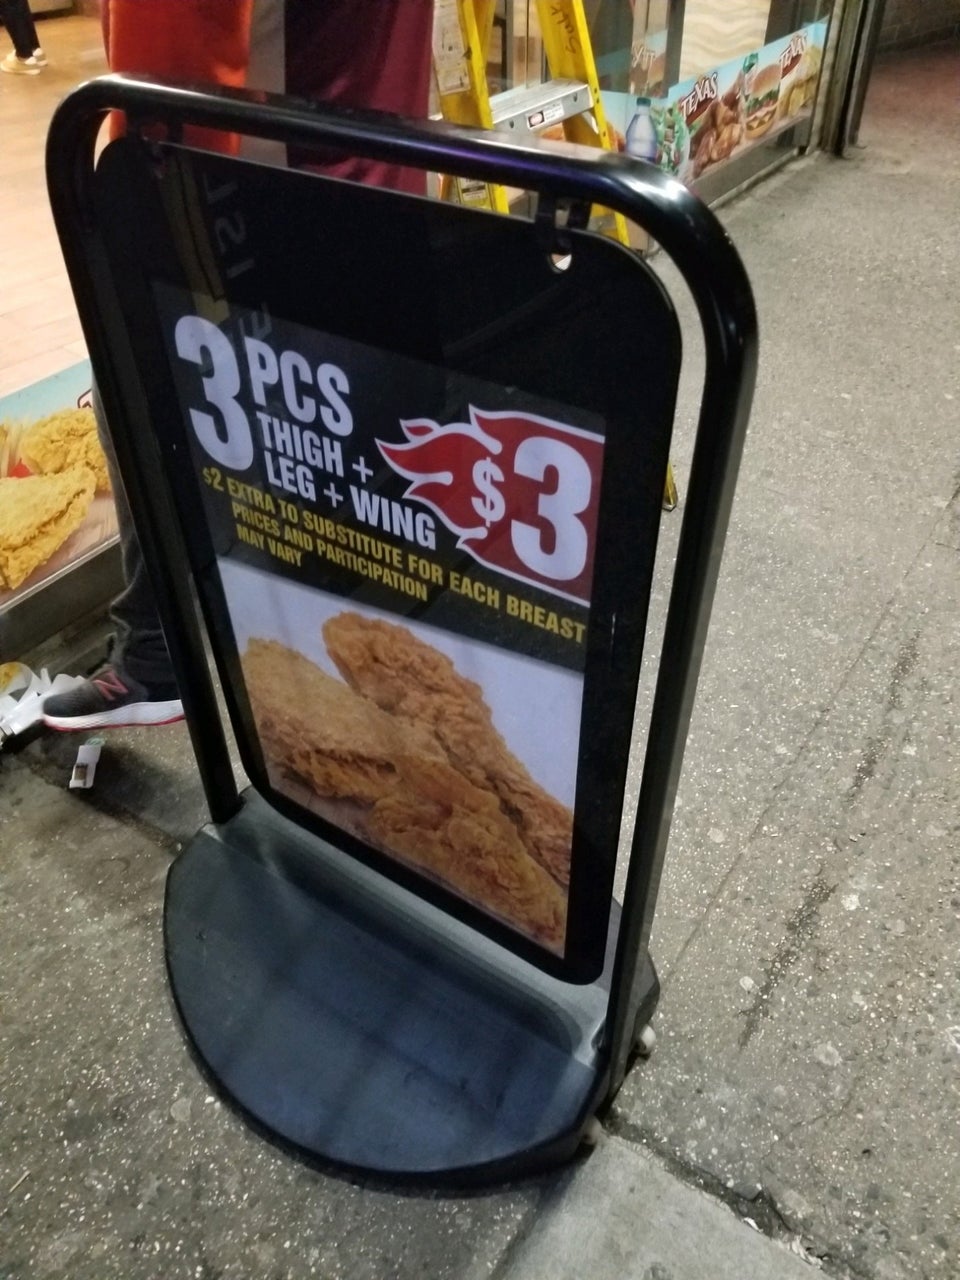 Salt
TEXAS
TEXAS
3 PCS
THIGH +
LEG + WING
$3
$2 EXTRA TO SUBSTITUTE FOR EACH BREAST
PRICES AND PARTICIPATION
MAY VARY
N